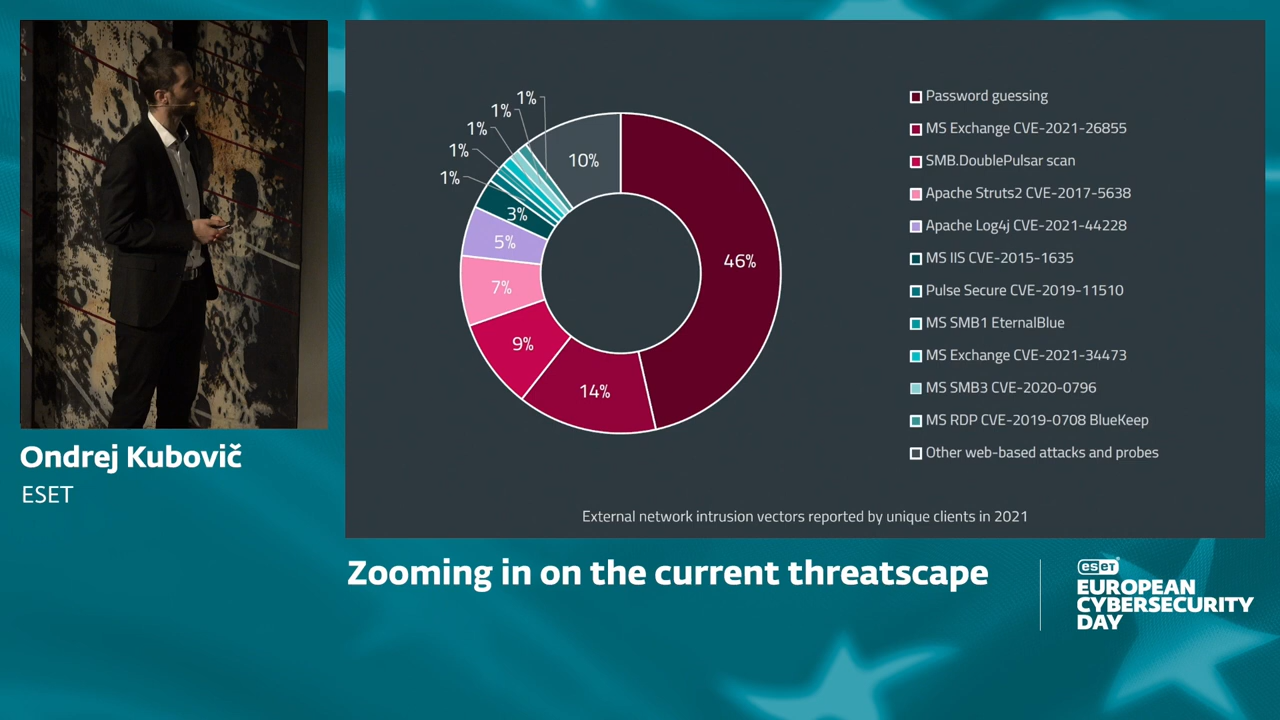 1%
1%
1%
1%
1%
10%
3%
5%
7%
9%
14%
46%
Password guessing
MS Exchange CVE-2021-26855
SMB.DoublePulsar scan
Apache Struts2 CVE-2017-5638
Apache Log4j CVE-2021-44228
MS IIS CVE-2015-1635
Pulse Secure CVE-2019-11510
MS SMB1 EternalBlue
MS Exchange CVE-2021-34473
MS SMB3 CVE-2020-0796
MS RDP CVE-2019-0708 BlueKeep
Other web-based attacks and probes
External network intrusion vectors reported by unique clients in 2021
Ondrej Kubovič
ESET
Zooming in on the current threatscape
eseT
EUROPEAN
CYBERSECURITY
DAY